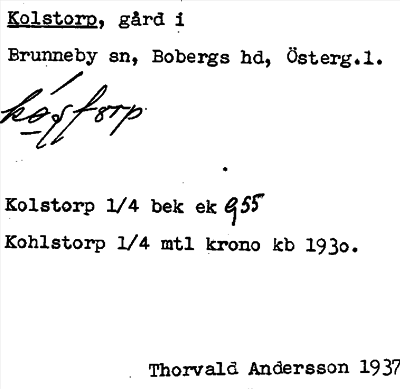 Kolstorp, gård i
Brunneby sn, Bobergs hd, Österg.l.
Kolstorp 1/4 bek ek 955
Kohlstorp 1/4 mtl krono kb 1930.
Thorvald Andersson 1937